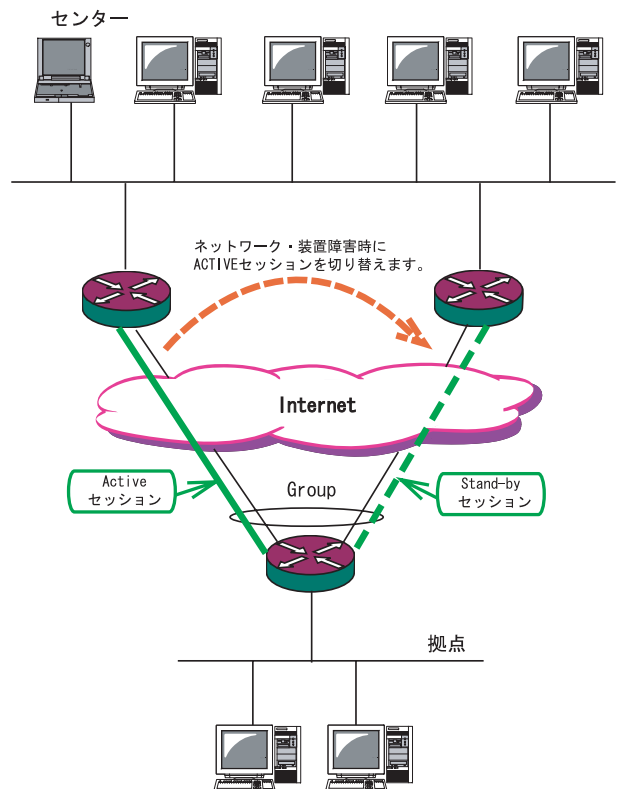 センター
ネットワーク・装置障害時に
ACTIVEセッションを切り替えます。
Internet
Active
セッション
Group
Stand-by
セッション
拠点